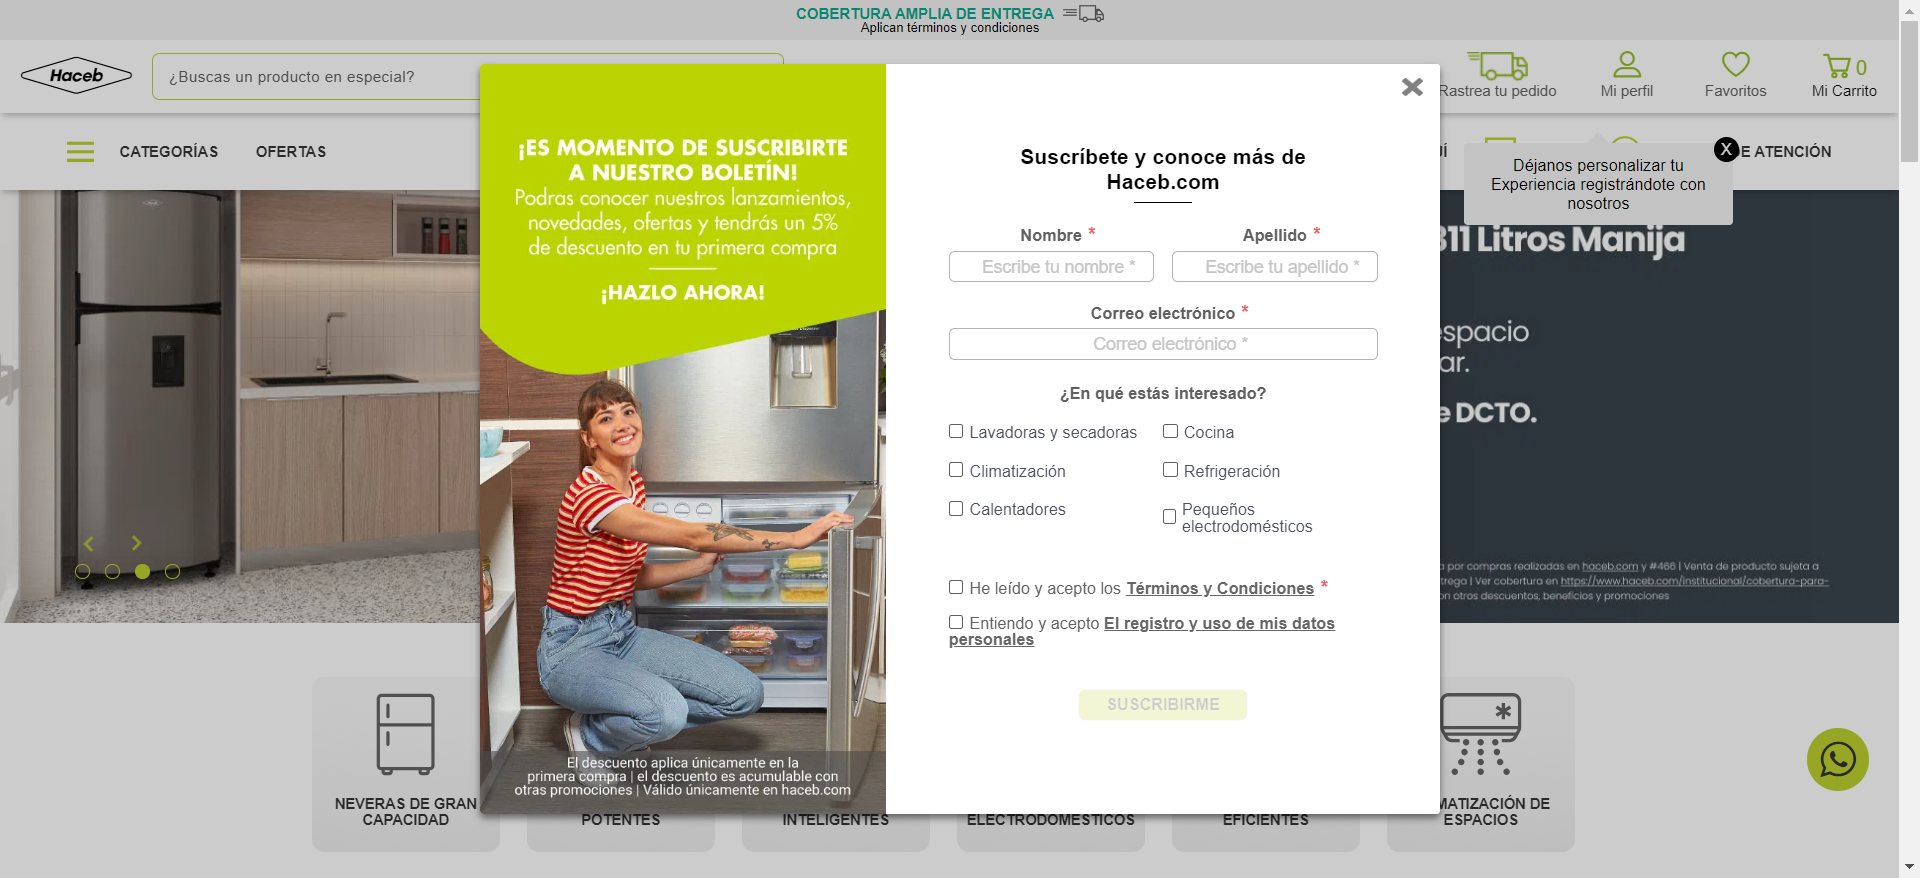 COBERTURA AMPLIA DE ENTREGA
Aplican términos y condiciones
Haceb
¿Buscas un producto en especial?
Rastrea tu pedido
Mi perfil
Favoritos
0
Mi Carrito
CATEGORÍAS
OFERTAS
E ATENCIÓN
X
Déjanos personalizar tu
Experiencia registrándote con
nosotros
¡ES MOMENTO DE SUSCRIBIRTE
A NUESTRO BOLETÍN!
Podras conocer nuestros lanzamientos,
novedades, ofertas y tendrás un 5%
de descuento en tu primera compra
¡HAZLO AHORA!
El descuento aplica únicamente en la
primera compra | el descuento es acumulable con
otras promociones | Válido únicamente en haceb.com
Suscríbete y conoce más de
Haceb.com
Nombre *
Apellido *
Escribe tu nombre *
Escribe tu apellido *
Correo electrónico *
Correo electrónico *
¿En qué estás interesado?
Lavadoras y secadoras
Cocina
Climatización
Refrigeración
Calentadores
Pequeños
electrodomésticos
He leído y acepto los Términos y Condiciones *
Entiendo y acepto El registro y uso de mis datos
personales
SUSCRIBIRME
311 Litros Manija
espacio
ar.
e DCTO.
a por compras realizadas en haceb.com y #466 | Venta de producto sujeta a
trega | Ver cobertura en https://www.haceb.com/institucional/cobertura-para-
on otros descuentos, beneficios y promociones
NEVERAS DE GRAN
CAPACIDAD
POTENTES
INTELIGENTES
ELECTRODOMÉSTICOS
EFICIENTES
MATIZACIÓN DE
ESPACIOS